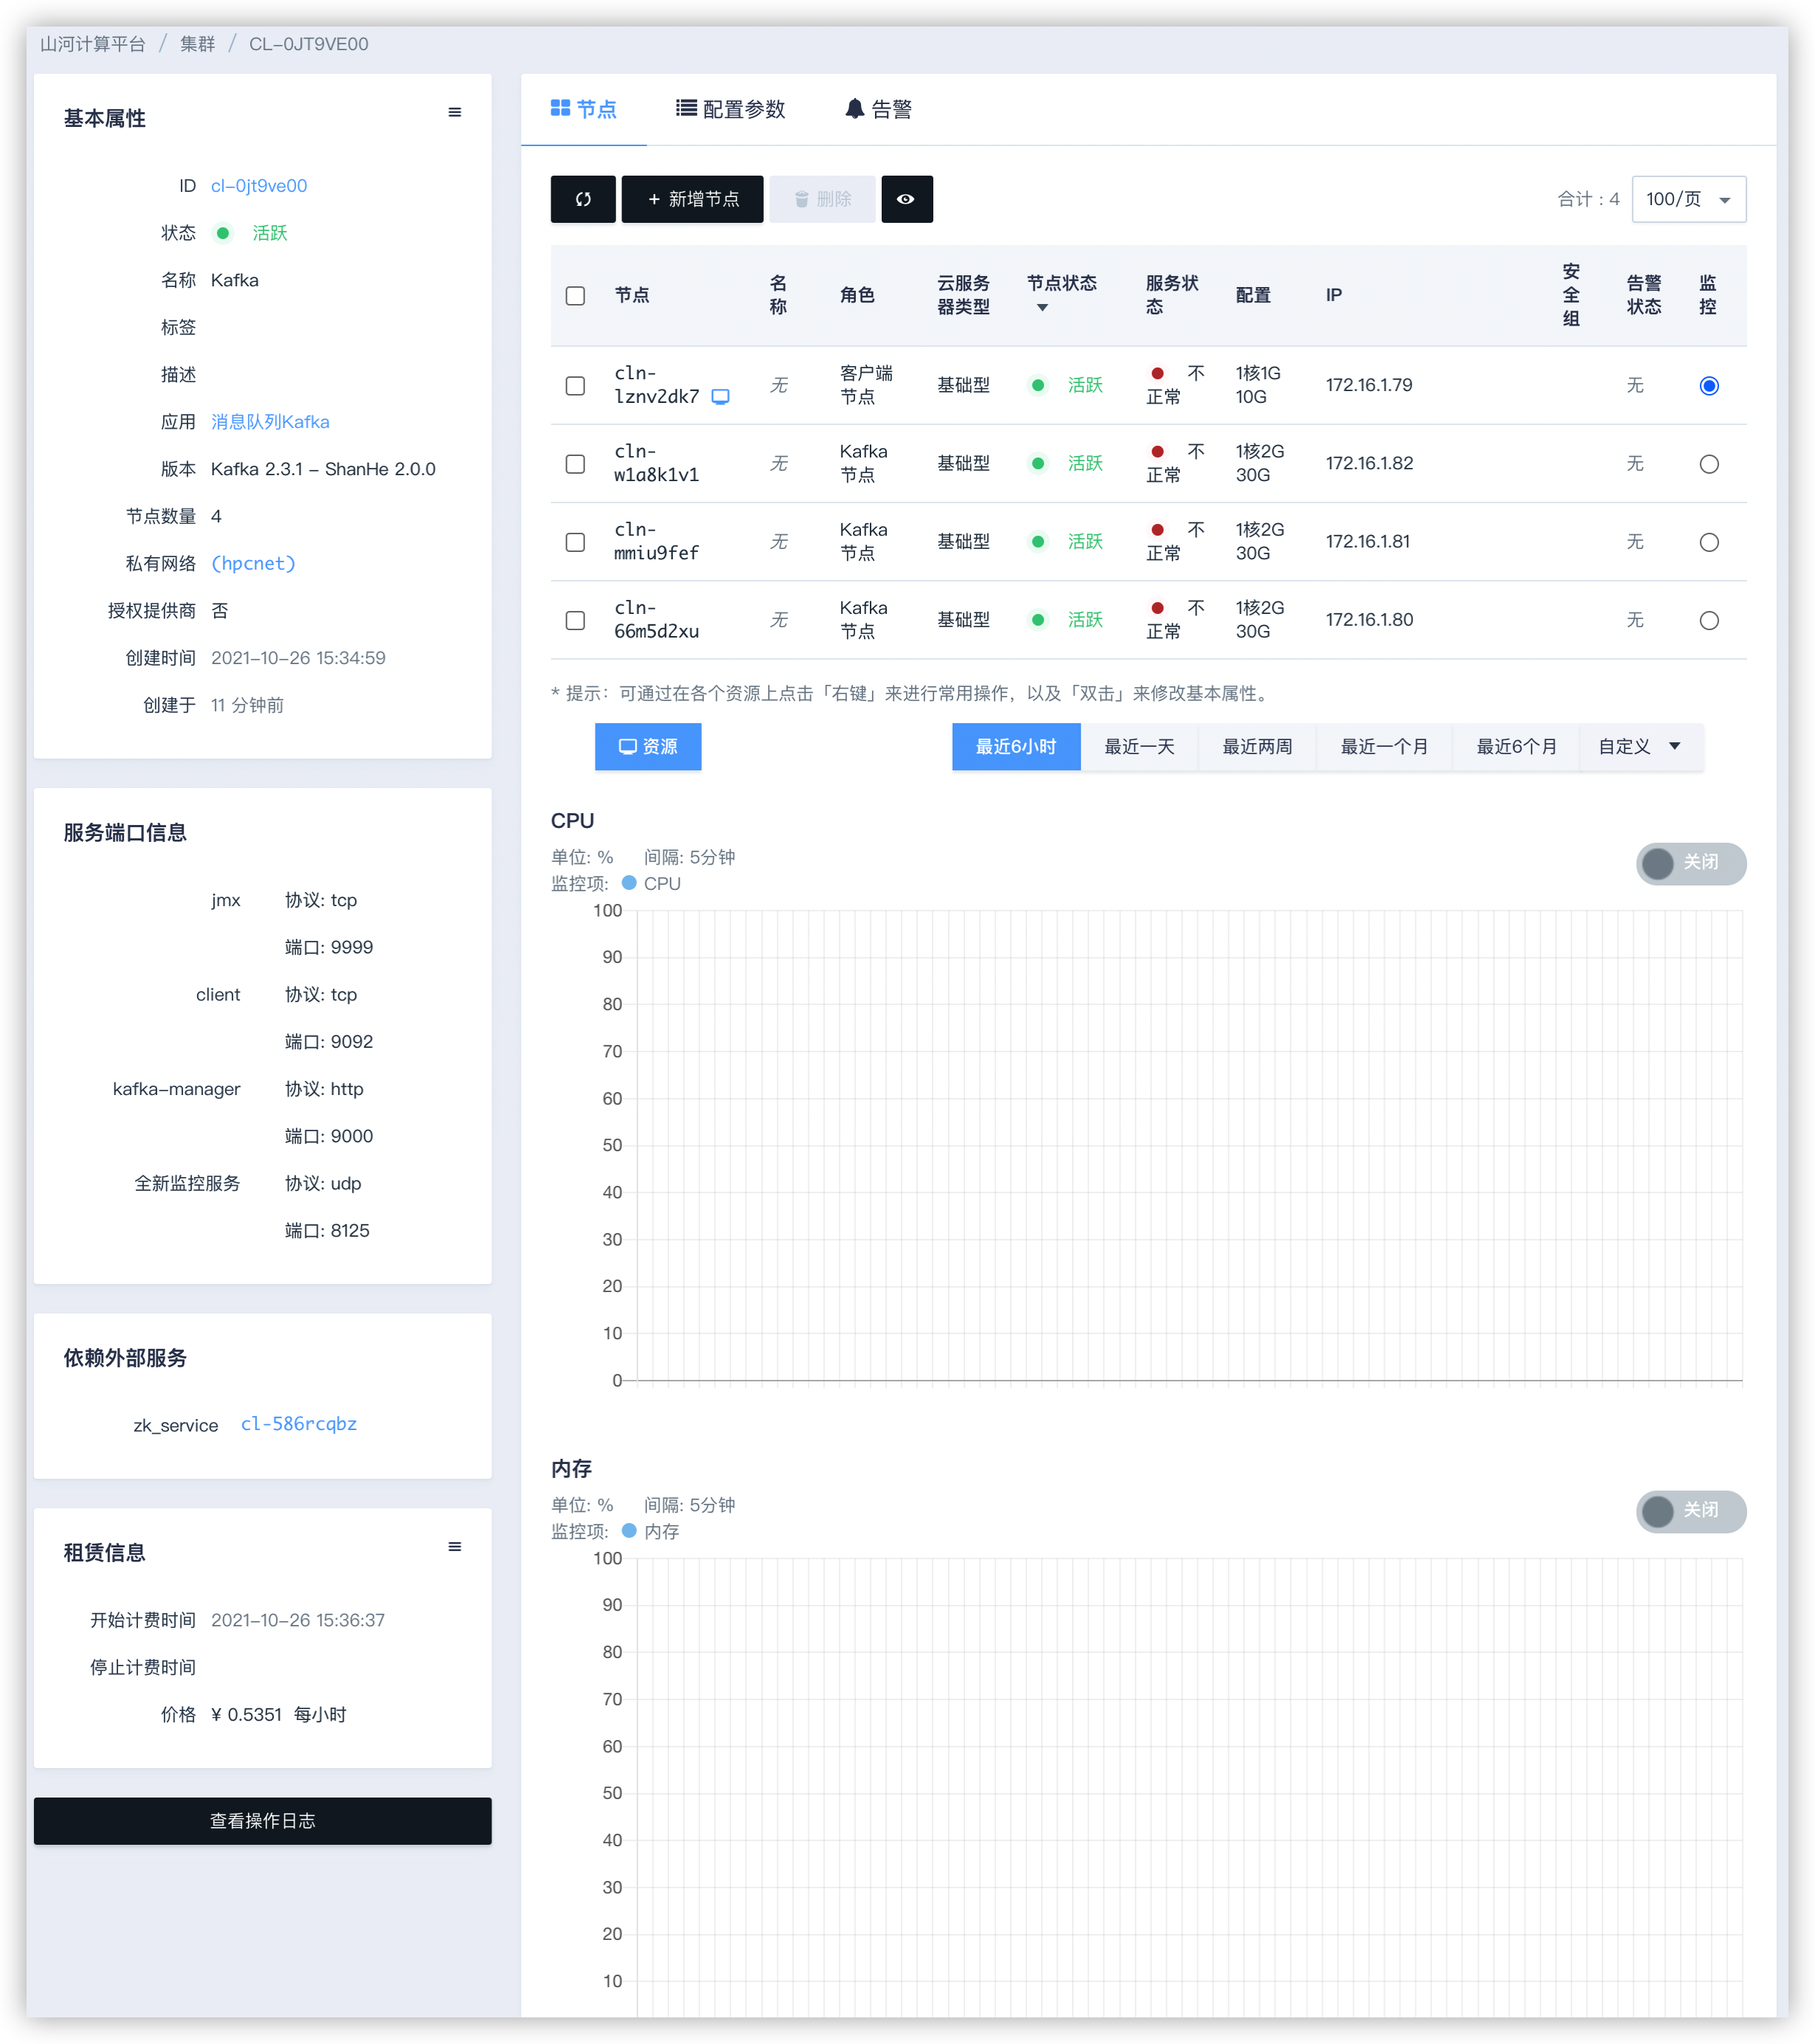 山河计算平台 / 集群 / CL-0JT9VE00
基本属性
ID cl-0jt9ve00
状态 活跃
名称 Kafka
标签
描述
应用 消息队列Kafka
版本 Kafka 2.3.1 - ShanHe 2.0.0
节点数量 4
私有网络 (hpcnet)
授权提供商 否
创建时间 2021-10-26 15:34:59
创建于 11 分钟前
服务端口信息
jmx 协议: tcp
端口: 9999
client 协议: tcp
端口: 9092
kafka-manager 协议: http
端口: 9000
全新监控服务 协议: udp
端口: 8125
依赖外部服务
zk_service cl-586rcqbz
租赁信息
开始计费时间 2021-10-26 15:36:37
停止计费时间
价格 ¥ 0.5351 每小时
查看操作日志
节点 配置参数 告警
+ 新增节点 删除 合计：4 100/页
节点 名称 角色 云服务器类型 节点状态 服务状态 配置 IP 安全组 告警状态 监控
cln-lznv2dk7 无 客户端节点 基础型 活跃 不正常 1核1G 10G 172.16.1.79 无
cln-w1a8k1v1 无 Kafka 节点 基础型 活跃 不正常 1核2G 30G 172.16.1.82 无
cln-mmiu9fef 无 Kafka 节点 基础型 活跃 不正常 1核2G 30G 172.16.1.81 无
cln-66m5d2xu 无 Kafka 节点 基础型 活跃 不正常 1核2G 30G 172.16.1.80 无
* 提示：可通过在各个资源上点击「右键」来进行常用操作，以及「双击」来修改基本属性。
资源 最近6小时 最近一天 最近两周 最近一个月 最近6个月 自定义
CPU
单位: % 间隔: 5分钟
监控项: CPU
关闭
100
90
80
70
60
50
40
30
20
10
0
内存
单位: % 间隔: 5分钟
监控项: 内存
关闭
100
90
80
70
60
50
40
30
20
10